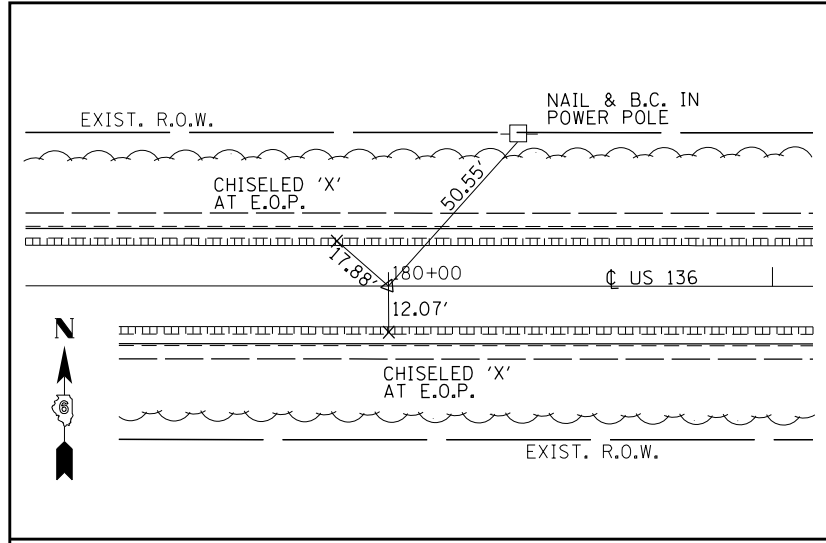 NAIL & B.C. IN
POWER POLE
EXIST. R.O.W.
50.55'
CHISELED 'X'
AT E.O.P.
17.88'
180+00
℄ US 136
12.07'
N
CHISELED 'X'
AT E.O.P.
6
EXIST. R.O.W.